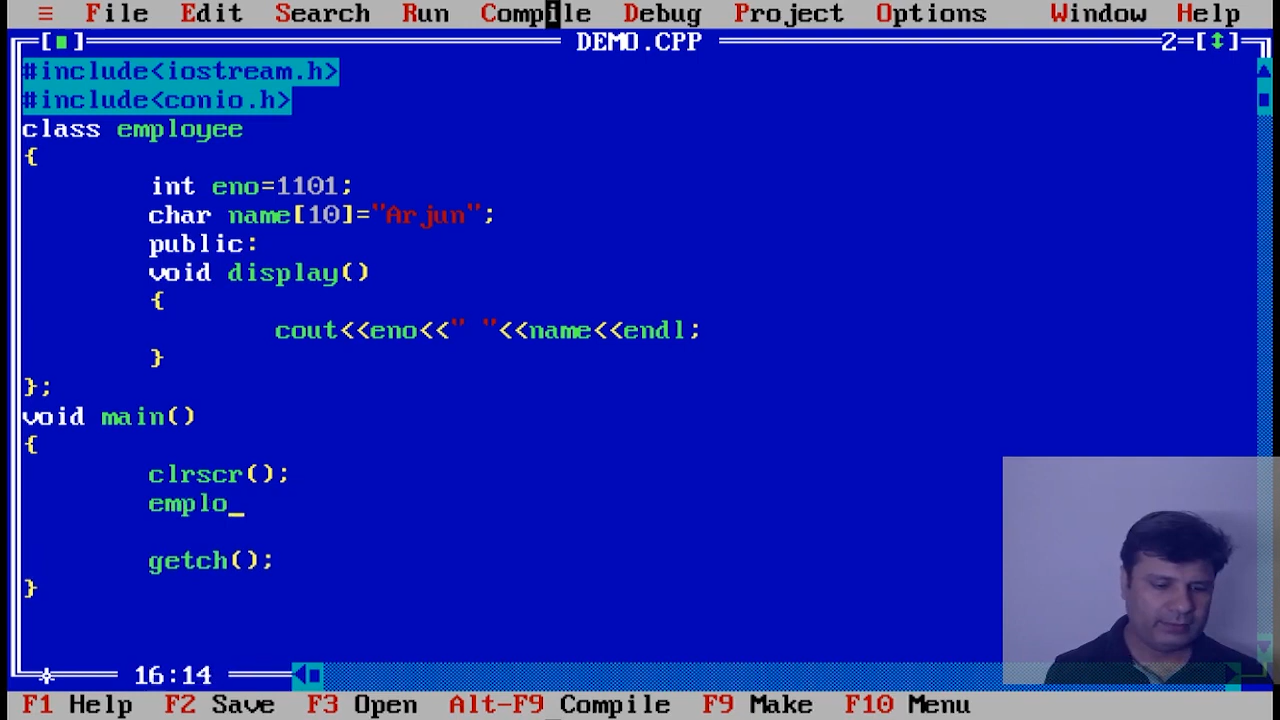 ≡ File Edit Search Run Compile Debug Project Options Window Help
[■] DEMO.CPP 2=[↕]
#include<iostream.h>
#include<conio.h>
class employee
{
int eno=1101;
char name[10]="Arjun";
public:
void display()
{
cout<<eno<<" "<<name<<endl;
}
};
void main()
{
clrscr();
emplo_
getch();
}
16:14
F1 Help F2 Save F3 Open Alt-F9 Compile F9 Make F10 Menu